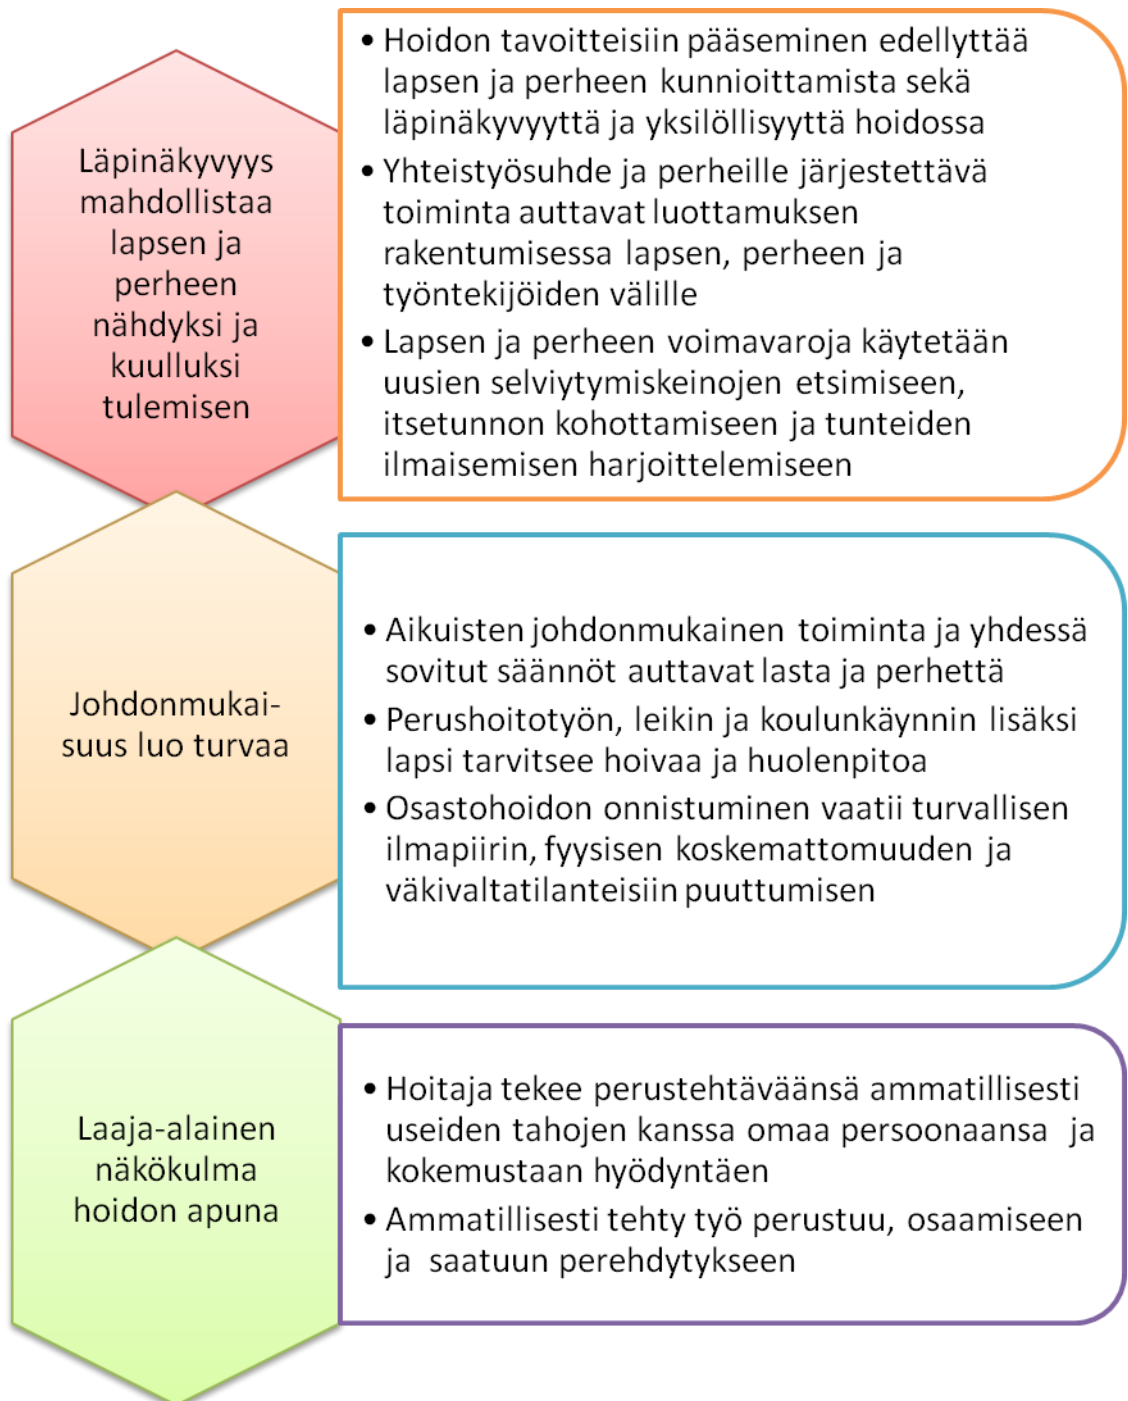 Läpinäkyvyys
mahdollistaa
lapsen ja
perheen
nähdyksi ja
kuulluksi
tulemisen
• Hoidon tavoitteisiin pääseminen edellyttää
lapsen ja perheen kunnioittamista sekä
läpinäkyvyyttä ja yksilöllisyyttä hoidossa
• Yhteistyösuhde ja perheille järjestettävä
toiminta auttavat luottamuksen
rakentumisessa lapsen, perheen ja
työntekijöiden välille
• Lapsen ja perheen voimavaroja käytetään
uusien selviytymiskeinojen etsimiseen,
itsetunnon kohottamiseen ja tunteiden
ilmaisemisen harjoittelemiseen
Johdonmukai-
suus luo turvaa
• Aikuisten johdonmukainen toiminta ja yhdessä
sovitut säännöt auttavat lasta ja perhettä
• Perushoitotyön, leikin ja koulunkäynnin lisäksi
lapsi tarvitsee hoivaa ja huolenpitoa
• Osastohoidon onnistuminen vaatii turvallisen
ilmapiirin, fyysisen koskemattomuuden ja
väkivaltatilanteisiin puuttumisen
Laaja-alainen
näkökulma
hoidon apuna
• Hoitaja tekee perustehtäväänsä ammatillisesti
useiden tahojen kanssa omaa persoonaansa ja
kokemustaan hyödyntäen
• Ammatillisesti tehty työ perustuu, osaamiseen
ja saatuun perehdytykseen